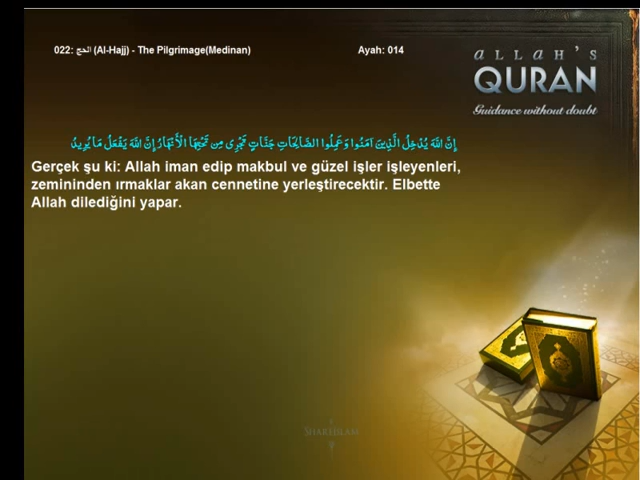 022: الحج (Al-Hajj) - The Pilgrimage(Medinan) Ayah: 014
ALLAH'S
QURAN
Guidance without doubt
إِنَّ اللَّهَ يُدْخِلُ الَّذِينَ آمَنُوا وَعَمِلُوا الصَّالِحَاتِ جَنَّاتٍ تَجْرِي مِن تَحْتِهَا الْأَنْهَارُ إِنَّ اللَّهَ يَفْعَلُ مَا يُرِيدُ
Gerçek şu ki: Allah iman edip makbul ve güzel işler işleyenleri,
zemininden ırmaklar akan cennetine yerleştirecektir. Elbette
Allah dilediğini yapar.
SHAREISLAM